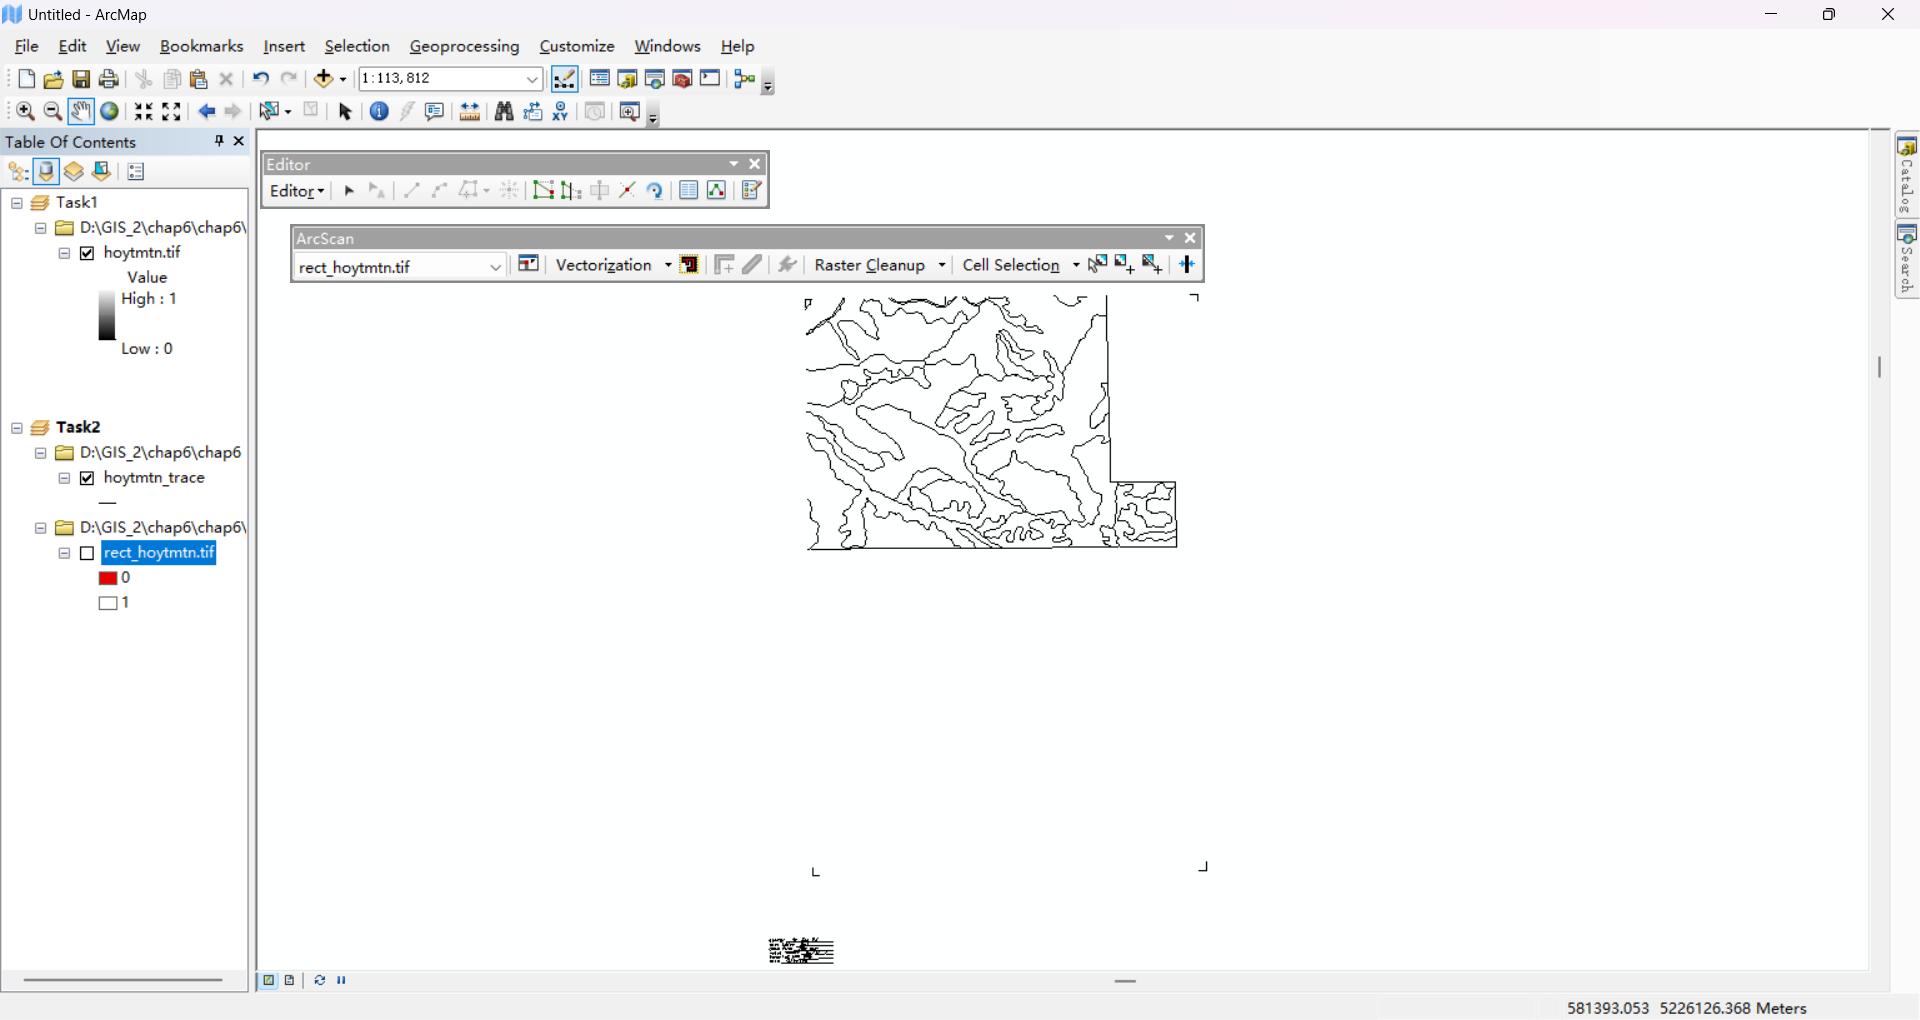 Untitled - ArcMap
File Edit View Bookmarks Insert Selection Geoprocessing Customize Windows Help
1:113,812
Table Of Contents
Task1
D:\GIS_2\chap6\chap6\
hoytmtn.tif
Value
High : 1
Low : 0
Task2
D:\GIS_2\chap6\chap6
hoytmtn_trace
D:\GIS_2\chap6\chap6\
rect_hoytmtn.tif
0
1
Editor
Editor
ArcScan
rect_hoytmtn.tif Vectorization Raster Cleanup Cell Selection
Catalog
Search
581393.053 5226126.368 Meters